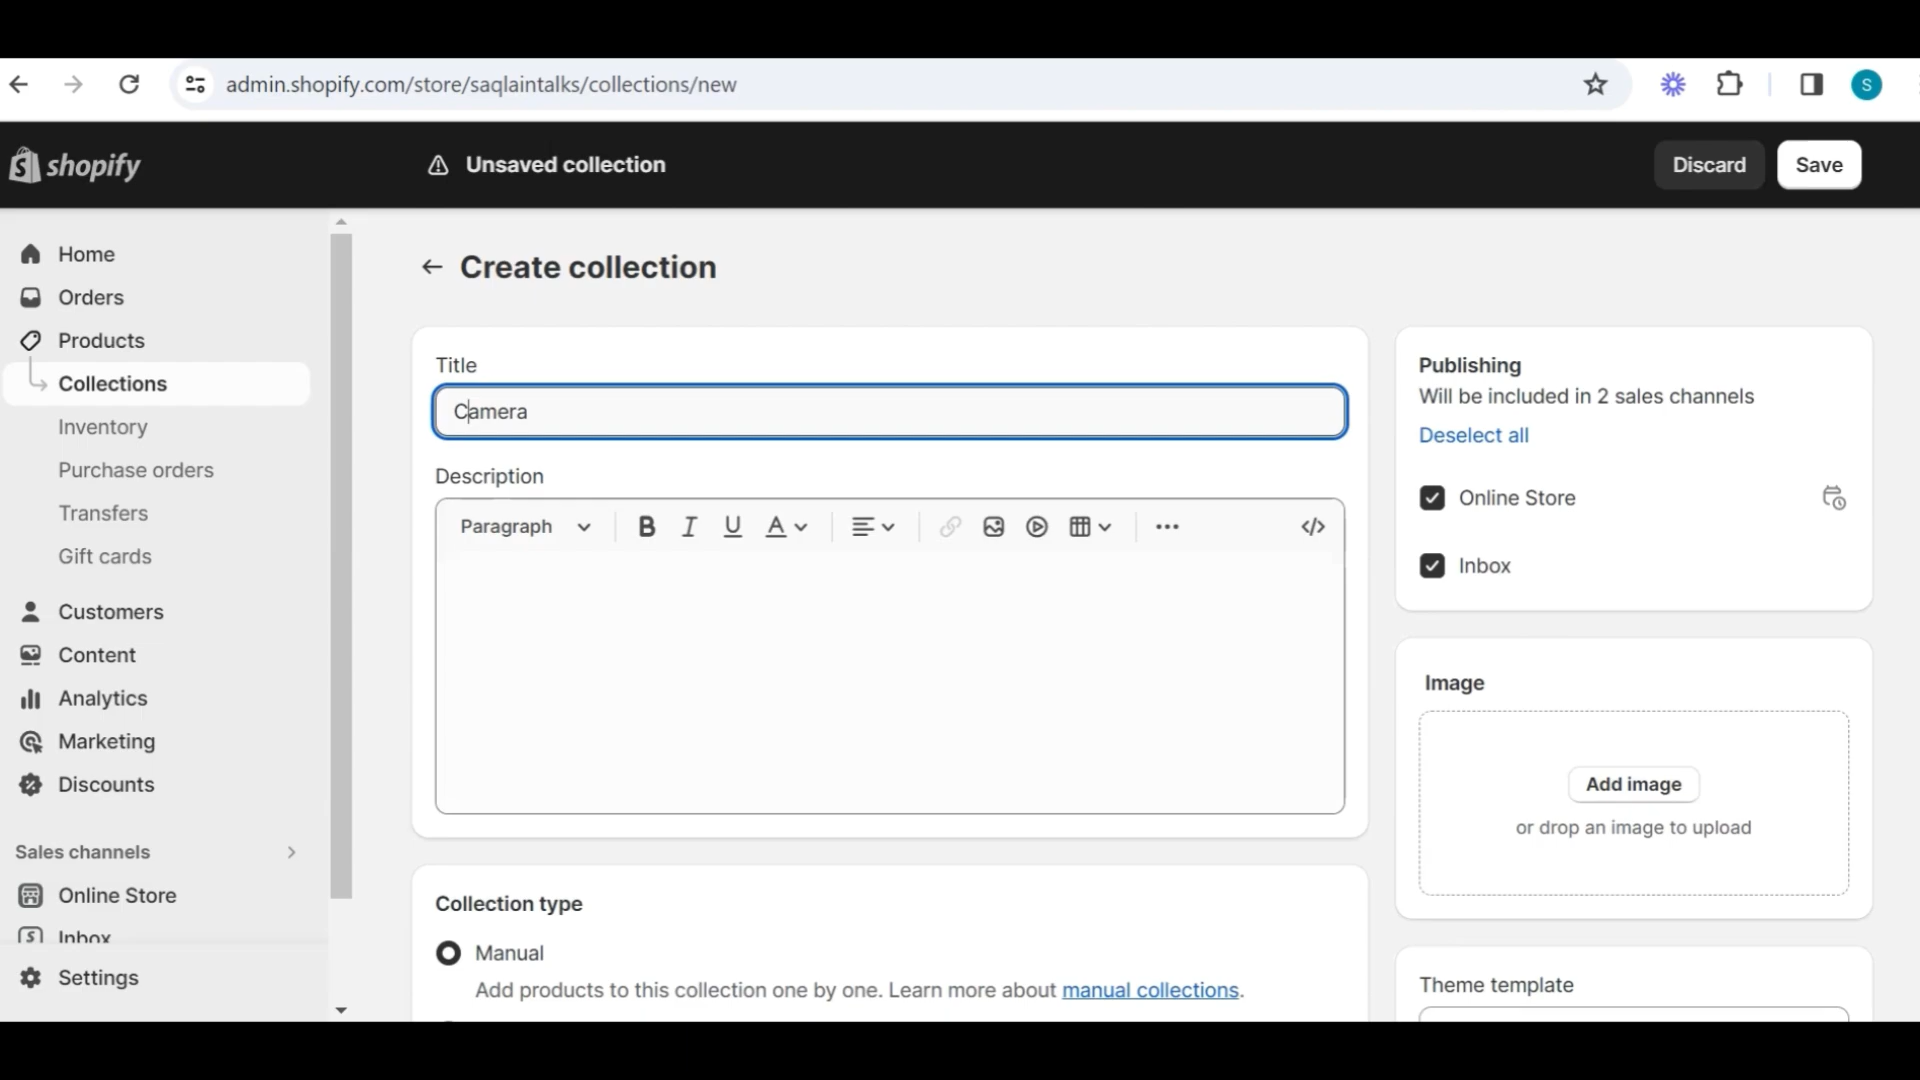 admin.shopify.com/store/saqlaintalks/collections/new
S
shopify
Unsaved collection
Discard
Save
Home
Orders
Products
Collections
Inventory
Purchase orders
Transfers
Gift cards
Customers
Content
Analytics
Marketing
Discounts
Sales channels
Online Store
Inbox
Settings
Create collection
Title
Camera
Description
Paragraph
B I U A
Collection type
Manual
Add products to this collection one by one. Learn more about manual collections.
Publishing
Will be included in 2 sales channels
Deselect all
Online Store
Inbox
Image
Add image
or drop an image to upload
Theme template